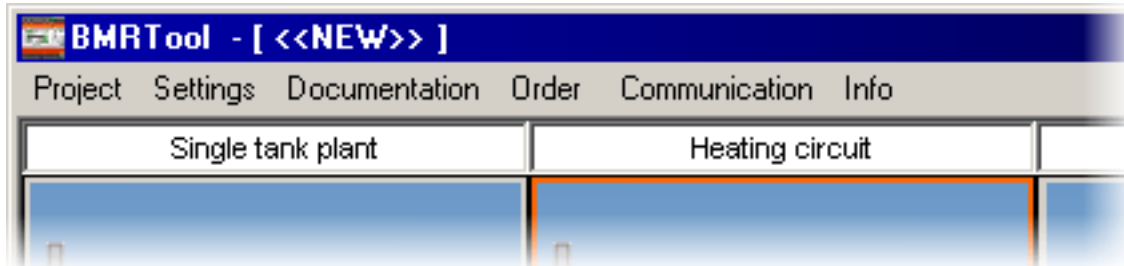 BMRTool - [ <<NEW>> ]
Project Settings Documentation Order Communication Info
Single tank plant Heating circuit